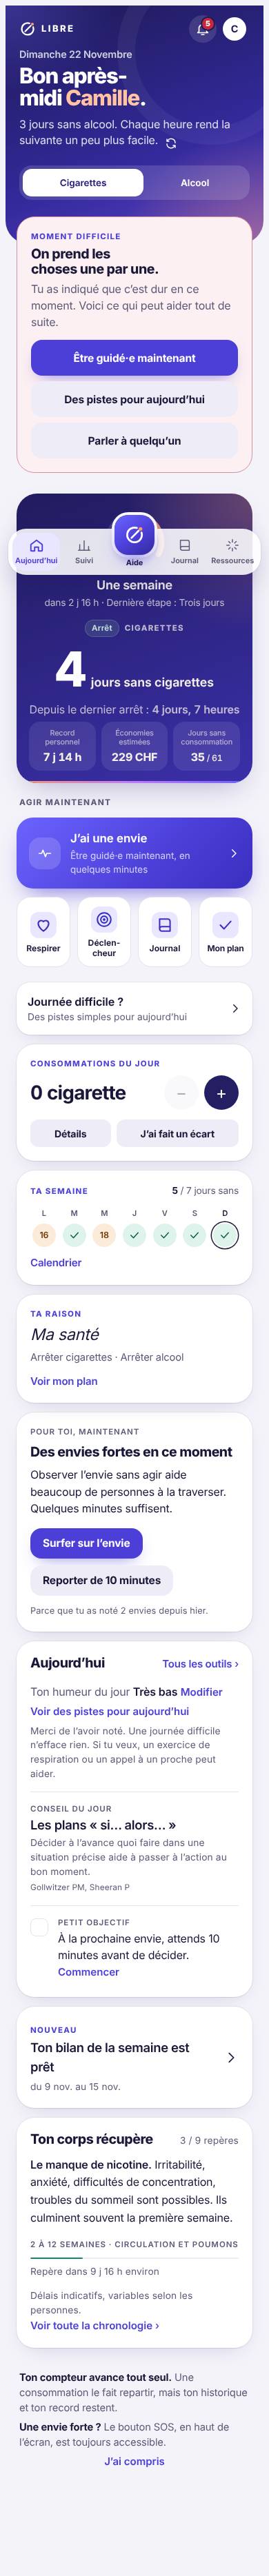 LIBRE
5
C
Dimanche 22 Novembre
Bon après-
midi Camille.
3 jours sans alcool. Chaque heure rend la
suivante un peu plus facile.
Cigarettes
Alcool
MOMENT DIFFICILE
On prend les
choses une par une.
Tu as indiqué que c’est dur en ce
moment. Voici ce qui peut aider tout de
suite.
Être guidé·e maintenant
Des pistes pour aujourd’hui
Parler à quelqu’un
Aujourd’hui
Suivi
Aide
Journal
Ressources
Une semaine
dans 2 j 16 h · Dernière étape : Trois jours
Arrêt
CIGARETTES
4 jours sans cigarettes
Depuis le dernier arrêt : 4 jours, 7 heures
Record
personnel
7 j 14 h
Économies
estimées
229 CHF
Jours sans
consommation
35 / 61
AGIR MAINTENANT
J’ai une envie
Être guidé·e maintenant, en
quelques minutes
Respirer
Déclen-
cheur
Journal
Mon plan
Journée difficile ?
Des pistes simples pour aujourd’hui
CONSOMMATIONS DU JOUR
0 cigarette
−
+
Détails
J’ai fait un écart
TA SEMAINE
5 / 7 jours sans
L M M J V S D
16 18
Calendrier
TA RAISON
Ma santé
Arrêter cigarettes · Arrêter alcool
Voir mon plan
POUR TOI, MAINTENANT
Des envies fortes en ce moment
Observer l’envie sans agir aide
beaucoup de personnes à la traverser.
Quelques minutes suffisent.
Surfer sur l’envie
Reporter de 10 minutes
Parce que tu as noté 2 envies depuis hier.
Aujourd’hui
Tous les outils ›
Ton humeur du jour Très bas Modifier
Voir des pistes pour aujourd’hui
Merci de l’avoir noté. Une journée difficile
n’efface rien. Si tu veux, un exercice de
respiration ou un appel à un proche peut
aider.
CONSEIL DU JOUR
Les plans « si… alors… »
Décider à l’avance quoi faire dans une
situation précise aide à passer à l’action au
bon moment.
Gollwitzer PM, Sheeran P
PETIT OBJECTIF
À la prochaine envie, attends 10
minutes avant de décider.
Commencer
NOUVEAU
Ton bilan de la semaine est
prêt
du 9 nov. au 15 nov.
Ton corps récupère
3 / 9 repères
Le manque de nicotine. Irritabilité,
anxiété, difficultés de concentration,
troubles du sommeil sont possibles. Ils
culminent souvent la première semaine.
2 À 12 SEMAINES · CIRCULATION ET POUMONS
Repère dans 9 j 16 h environ
Délais indicatifs, variables selon les
personnes.
Voir toute la chronologie ›
Ton compteur avance tout seul. Une
consommation le fait repartir, mais ton historique
et ton record restent.
Une envie forte ? Le bouton SOS, en haut de
l’écran, est toujours accessible.
J’ai compris